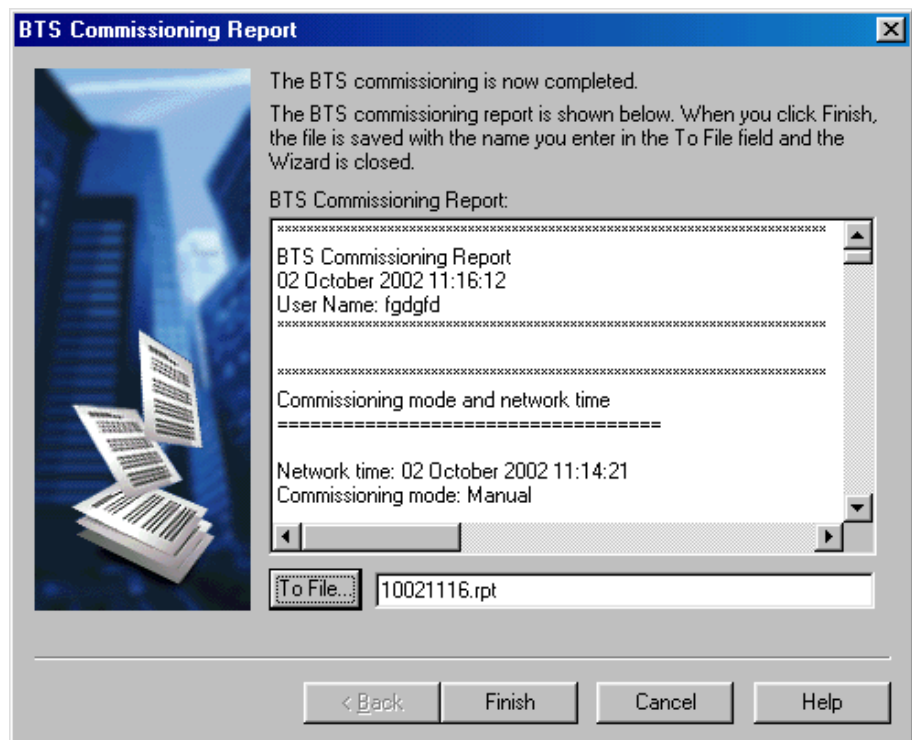 BTS Commissioning Report
The BTS commissioning is now completed.
The BTS commissioning report is shown below. When you click Finish,
the file is saved with the name you enter in the To File field and the
Wizard is closed.
BTS Commissioning Report:
BTS Commissioning Report
02 October 2002 11:16:12
User Name: fgdgfd
Commissioning mode and network time
===================================
Network time: 02 October 2002 11:14:21
Commissioning mode: Manual
To File...
10021116.rpt
< Back
Finish
Cancel
Help